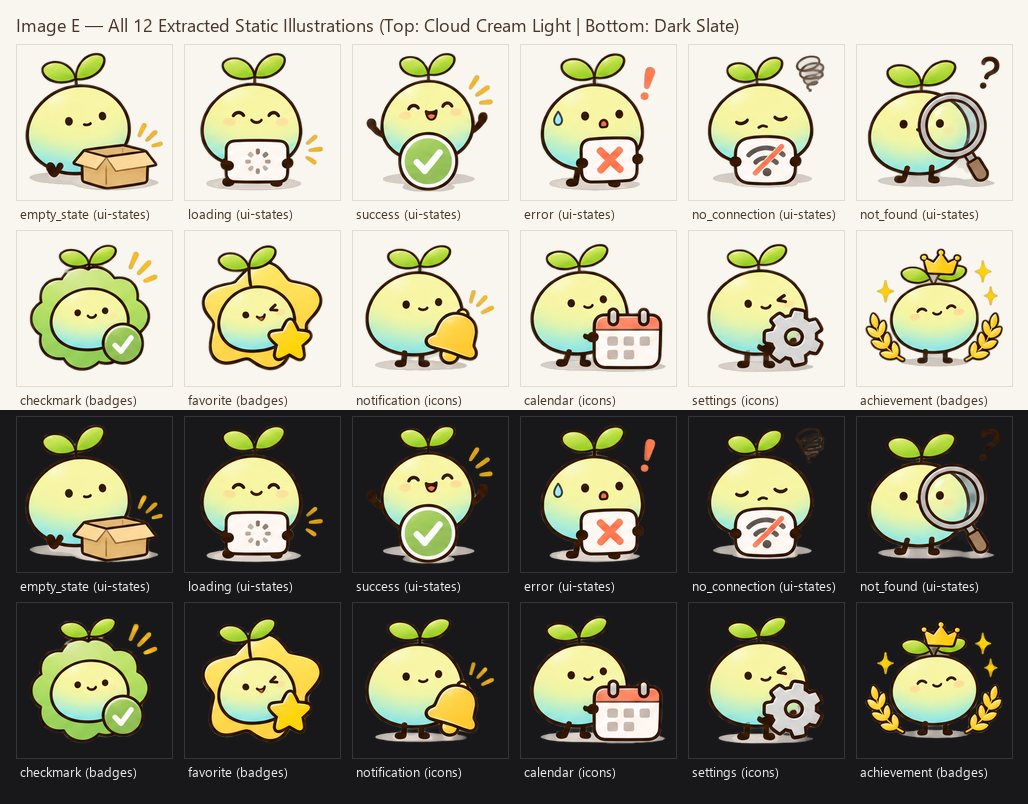 Image E — All 12 Extracted Static Illustrations (Top: Cloud Cream Light | Bottom: Dark Slate)
empty_state (ui-states) loading (ui-states) success (ui-states) error (ui-states) no_connection (ui-states) not_found (ui-states)
checkmark (badges) favorite (badges) notification (icons) calendar (icons) settings (icons) achievement (badges)
empty_state (ui-states) loading (ui-states) success (ui-states) error (ui-states) no_connection (ui-states) not_found (ui-states)
checkmark (badges) favorite (badges) notification (icons) calendar (icons) settings (icons) achievement (badges)